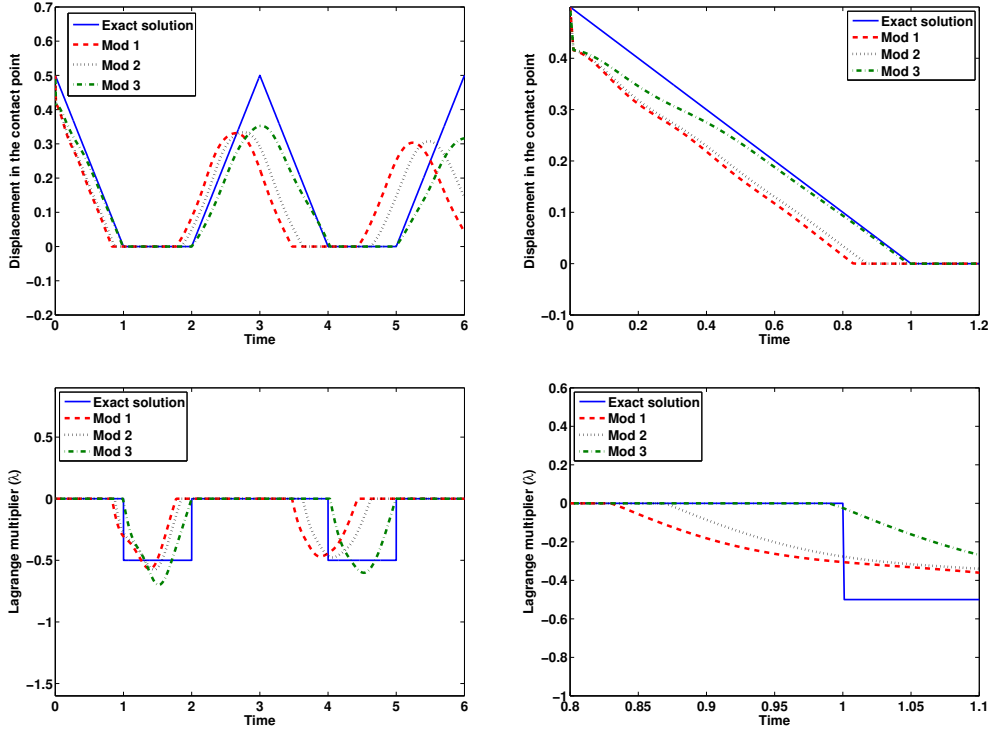 0.7
0.6
0.5
0.4
0.3
0.2
0.1
0
−0.1
−0.2
0
1
2
3
4
5
6
Displacement in the contact point
Time
Exact solution
Mod 1
Mod 2
Mod 3
0.4
0.3
0.2
0.1
0
−0.1
0
0.2
0.4
0.6
0.8
1
1.2
Displacement in the contact point
Time
Exact solution
Mod 1
Mod 2
Mod 3
0.5
0
−0.5
−1
−1.5
0
1
2
3
4
5
6
Lagrange multiplier (λ)
Time
Exact solution
Mod 1
Mod 2
Mod 3
0.6
0.4
0.2
0
−0.2
−0.4
−0.6
−0.8
−1
0.8
0.85
0.9
0.95
1
1.05
1.1
Lagrange multiplier (λ)
Time
Exact solution
Mod 1
Mod 2
Mod 3